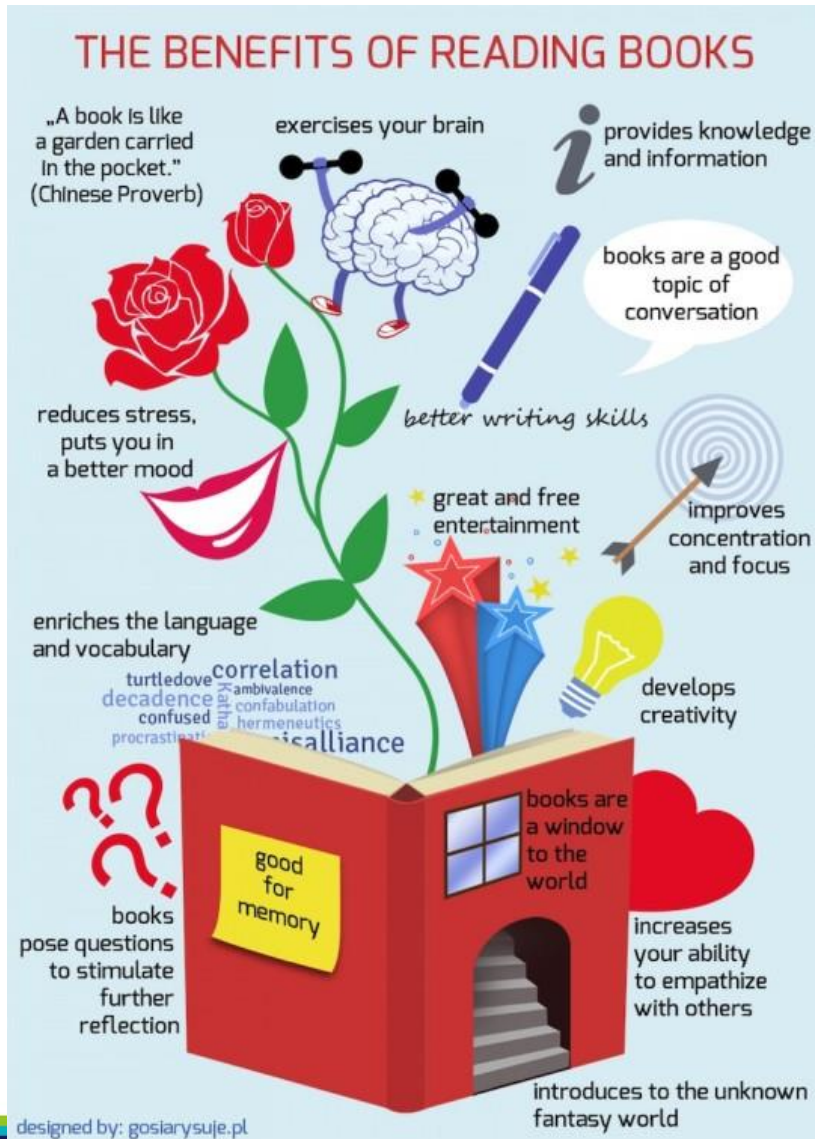 THE BENEFITS OF READING BOOKS
„A book is like
a garden carried
in the pocket.”
(Chinese Proverb)
exercises your brain
provides knowledge
and information
books are a good
topic of
conversation
reduces stress,
puts you in
a better mood
better writing skills
great and free
entertainment
improves
concentration
and focus
enriches the language
and vocabulary
turtledove
correlation
decadence
Katha
ambivalence
confabulation
confused
hermeneutics
develops
creativity
books are
a window
to the
world
good
for
memory
books
pose questions
to stimulate
further
reflection
increases
your ability
to empathize
with others
introduces to the unknown
fantasy world
designed by: gosiarysuje.pl